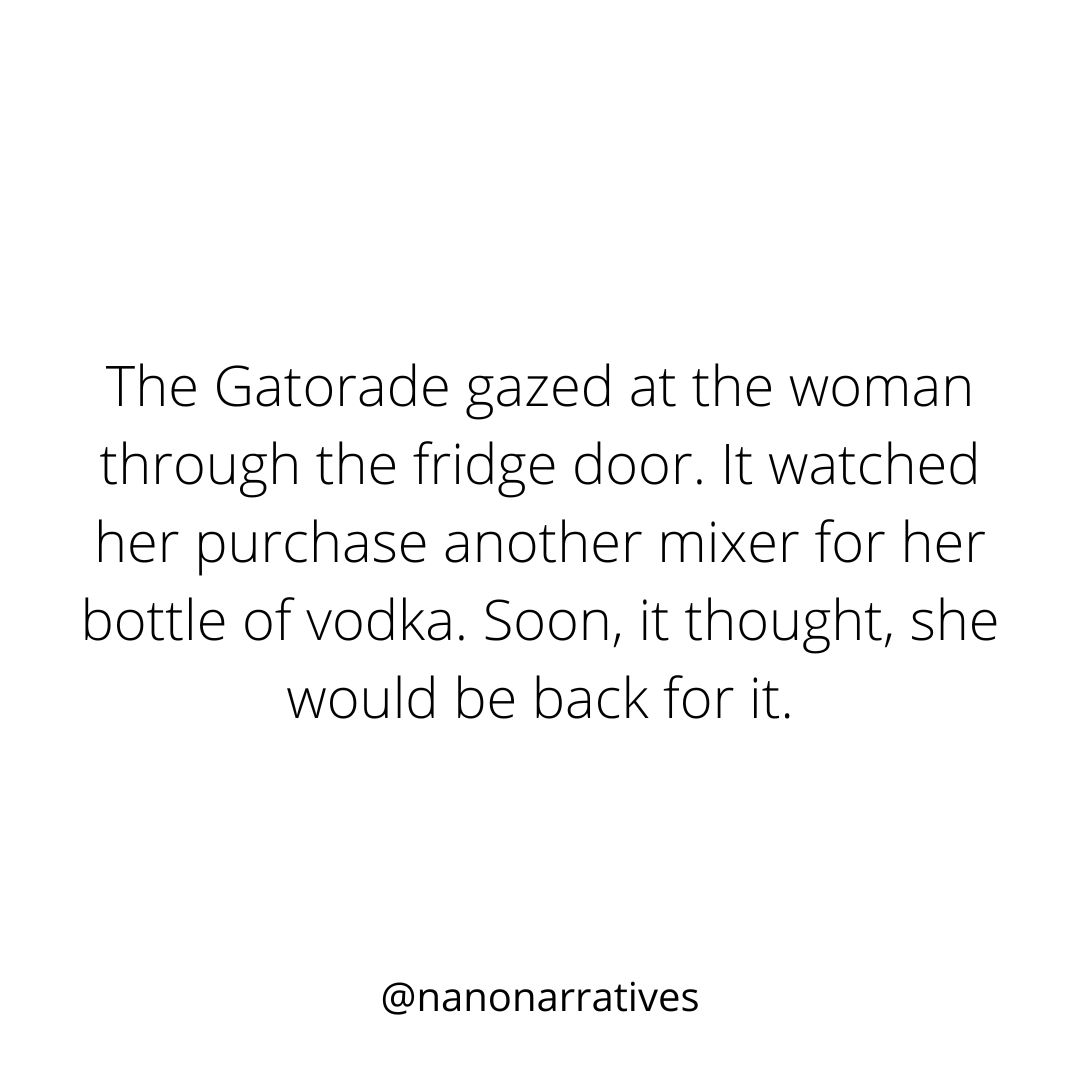 The Gatorade gazed at the woman
through the fridge door. It watched
her purchase another mixer for her
bottle of vodka. Soon, it thought, she
would be back for it.
@nanonarratives